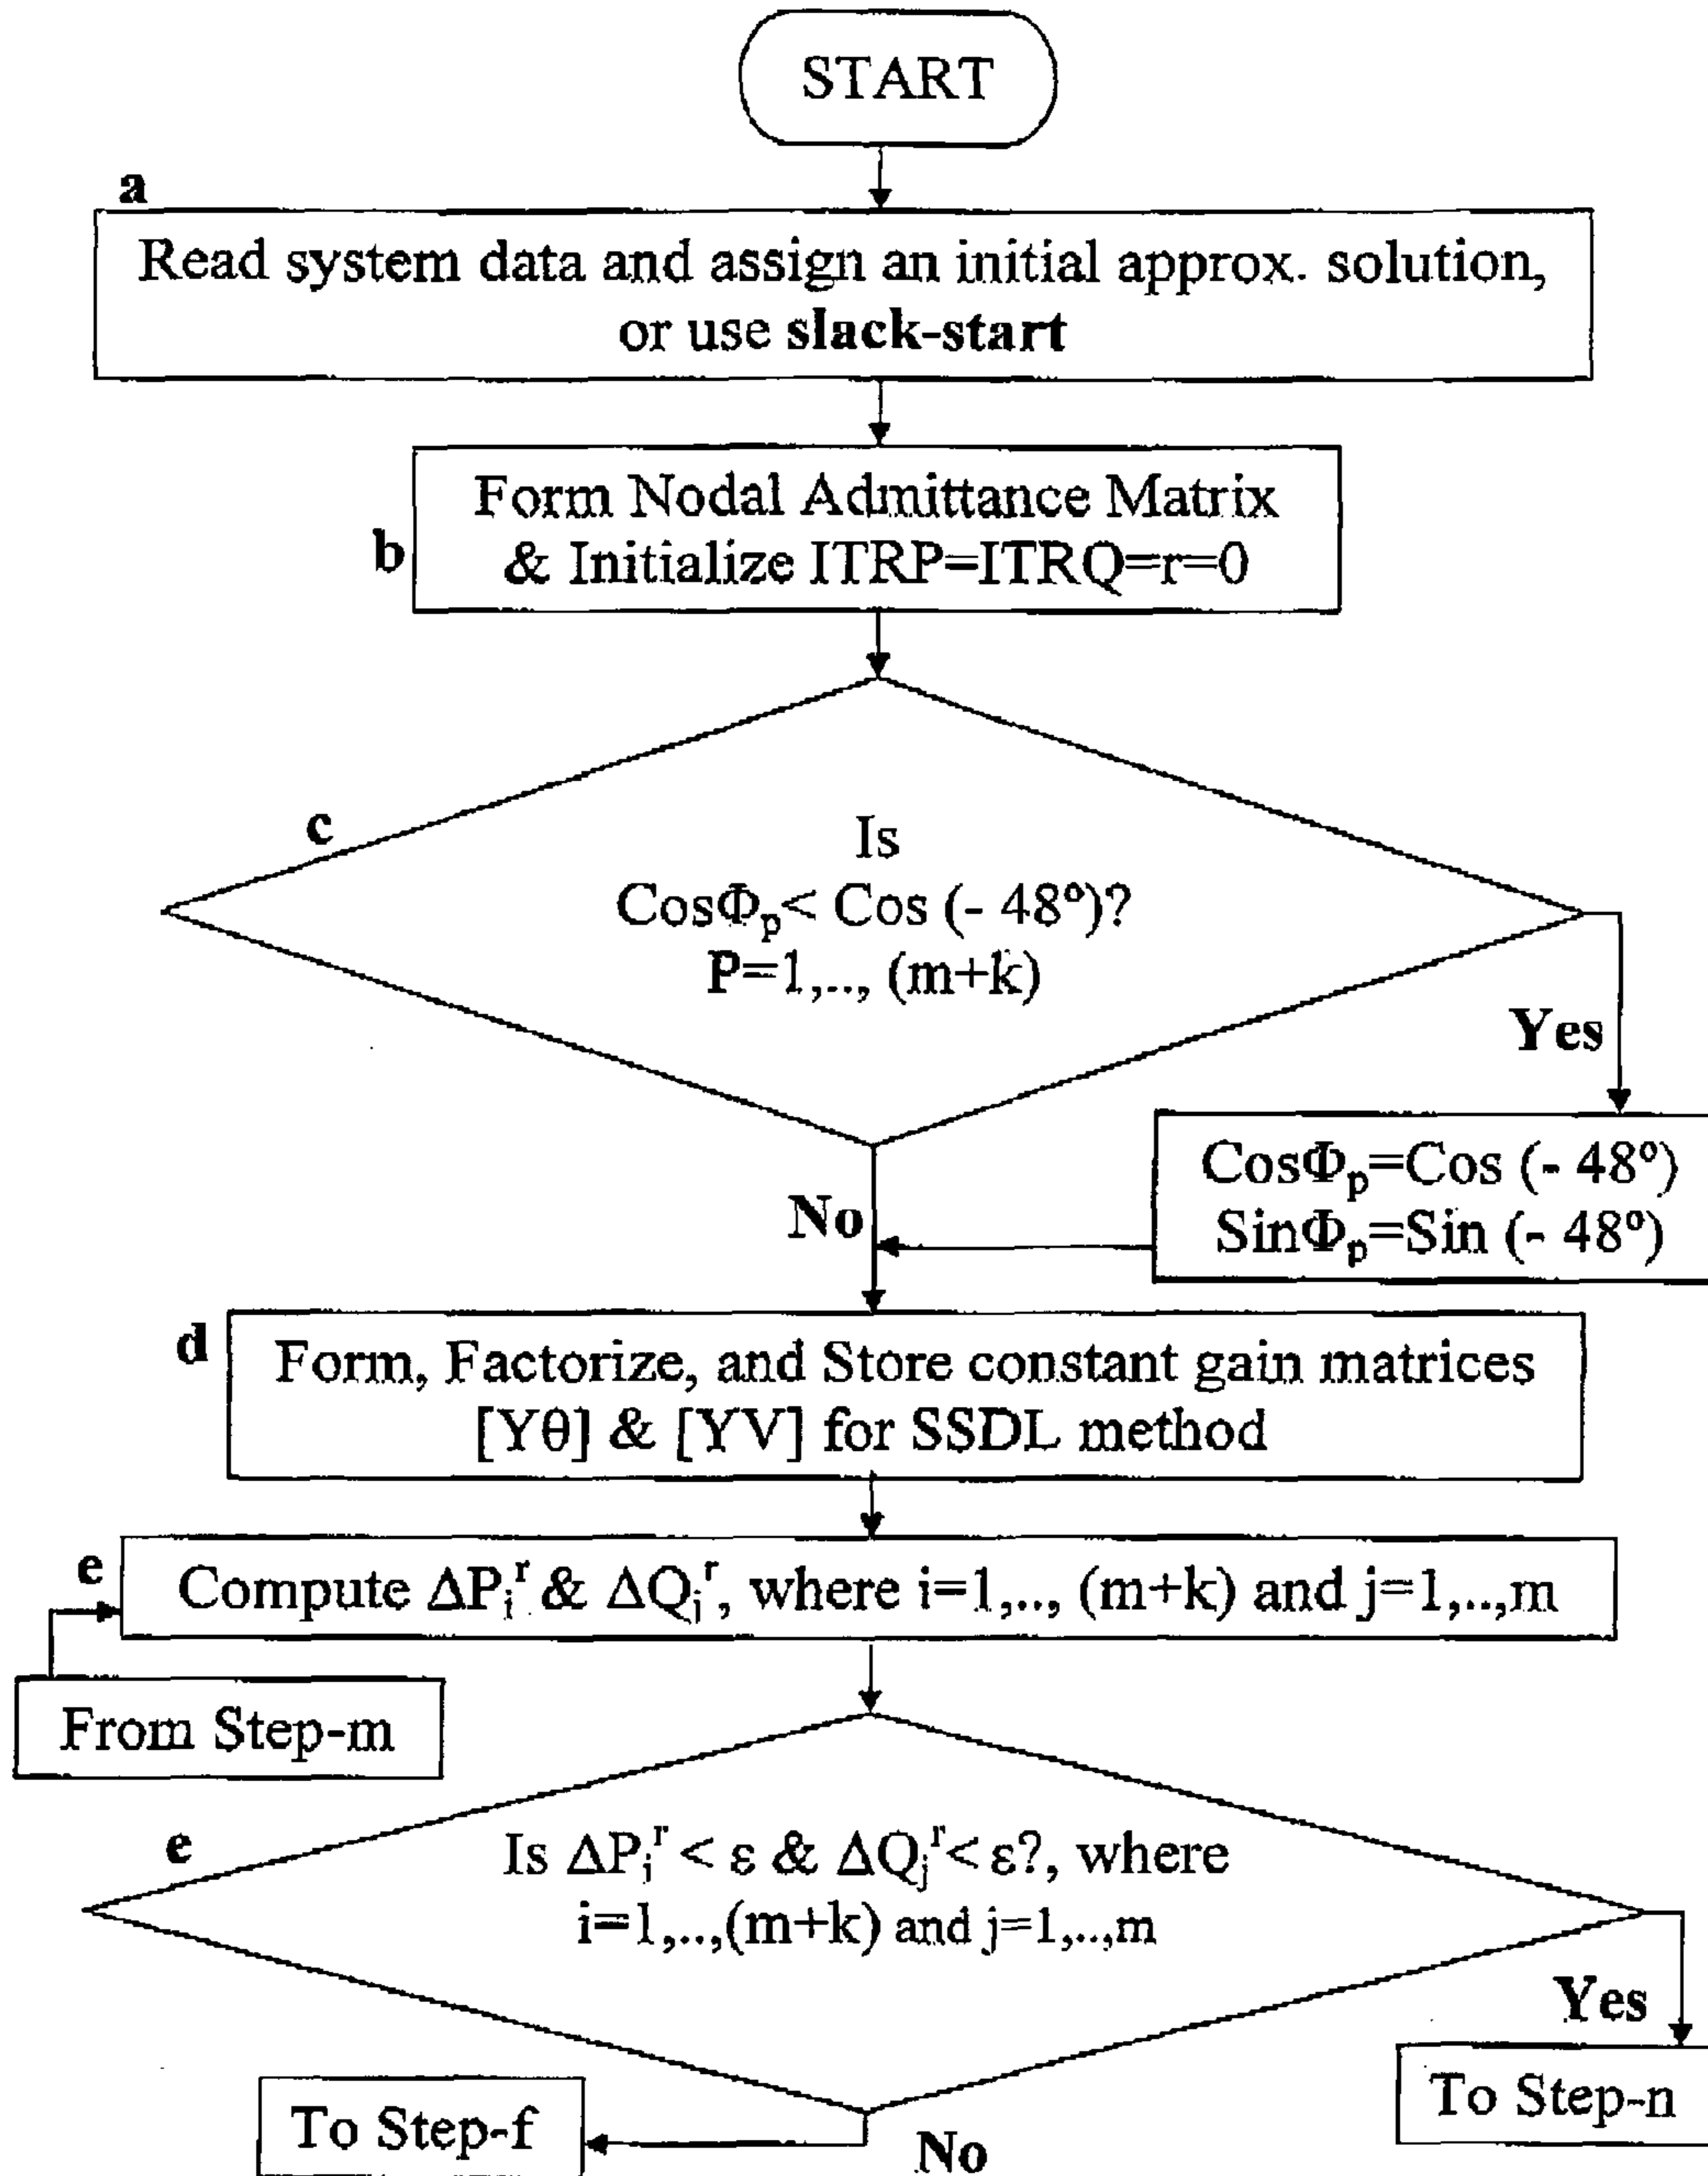 START
a
Read system data and assign an initial approx. solution,
or use slack-start
Form Nodal Admittance Matrix
b
& Initialize ITRP=ITRQ=r=0
c
Is
CosΦp< Cos (- 48º)?
P=1,.., (m+k)
Yes
CosΦp=Cos (- 48º)
SinΦp=Sin (- 48º)
No
d
Form, Factorize, and Store constant gain matrices
[Yθ] & [YV] for SSDL method
e
Compute ΔPiʳ & ΔQjʳ, where i=1,.., (m+k) and j=1,..,m
From Step-m
e
Is ΔPiʳ < ε & ΔQjʳ< ε?, where
i=1,..,(m+k) and j=1,..,m
Yes
To Step-n
To Step-f
No